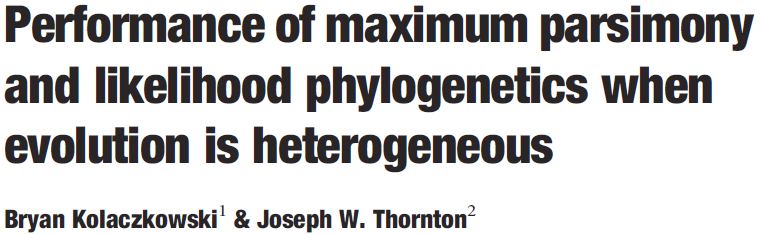 Performance of maximum parsimony
and likelihood phylogenetics when
evolution is heterogeneous
Bryan Kolaczkowski¹ & Joseph W. Thornton²